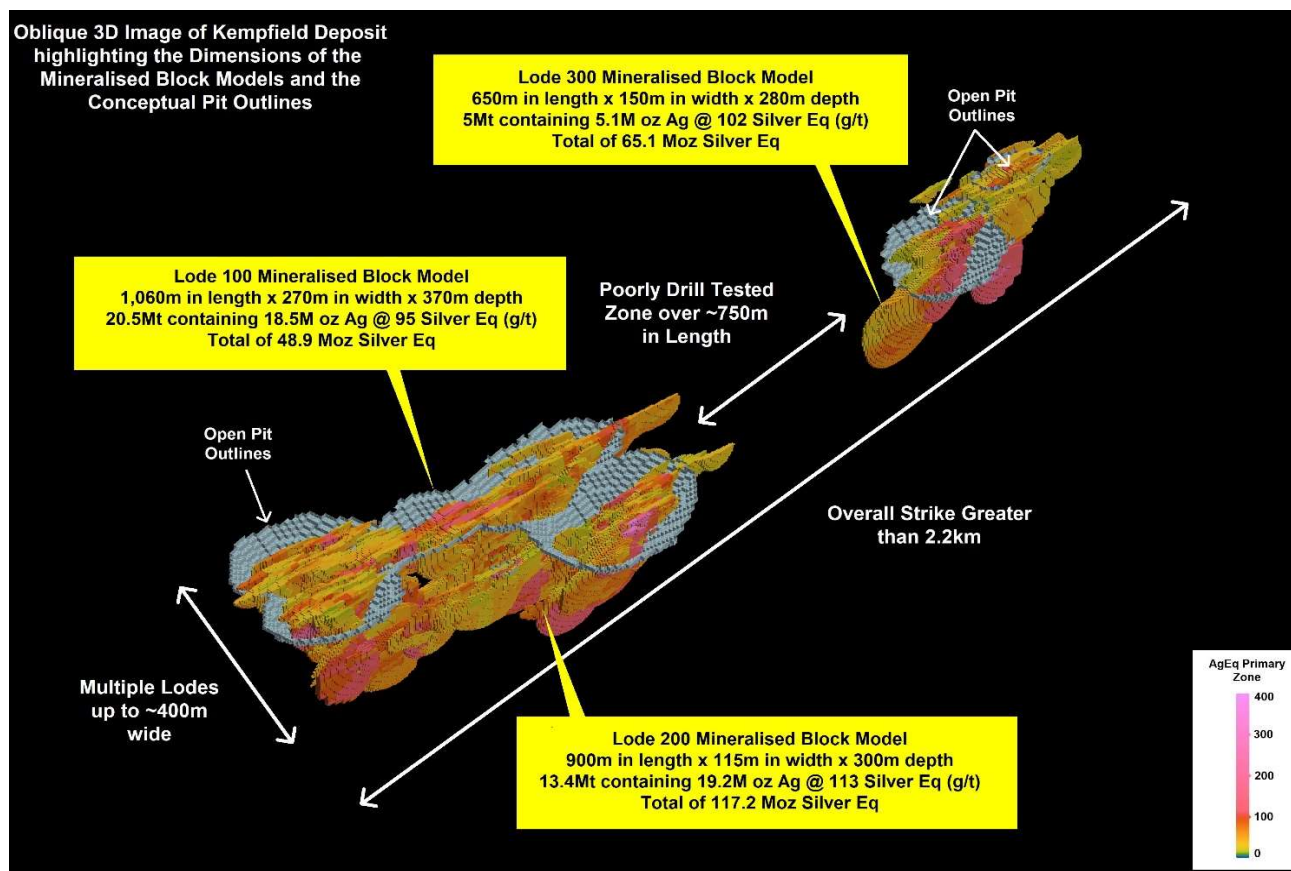 Oblique 3D Image of Kempfield Deposit
highlighting the Dimensions of the
Mineralised Block Models and the
Conceptual Pit Outlines
Lode 300 Mineralised Block Model
650m in length x 150m in width x 280m depth
5Mt containing 5.1M oz Ag @ 102 Silver Eq (g/t)
Total of 65.1 Moz Silver Eq
Open Pit
Outlines
Lode 100 Mineralised Block Model
1,060m in length x 270m in width x 370m depth
20.5Mt containing 18.5M oz Ag @ 95 Silver Eq (g/t)
Total of 48.9 Moz Silver Eq
Poorly Drill Tested
Zone over ~750m
in Length
Open Pit
Outlines
Overall Strike Greater
than 2.2km
Multiple Lodes
up to ~400m
wide
Lode 200 Mineralised Block Model
900m in length x 115m in width x 300m depth
13.4Mt containing 19.2M oz Ag @ 113 Silver Eq (g/t)
Total of 117.2 Moz Silver Eq
AgEq Primary
Zone
400
300
200
100
0